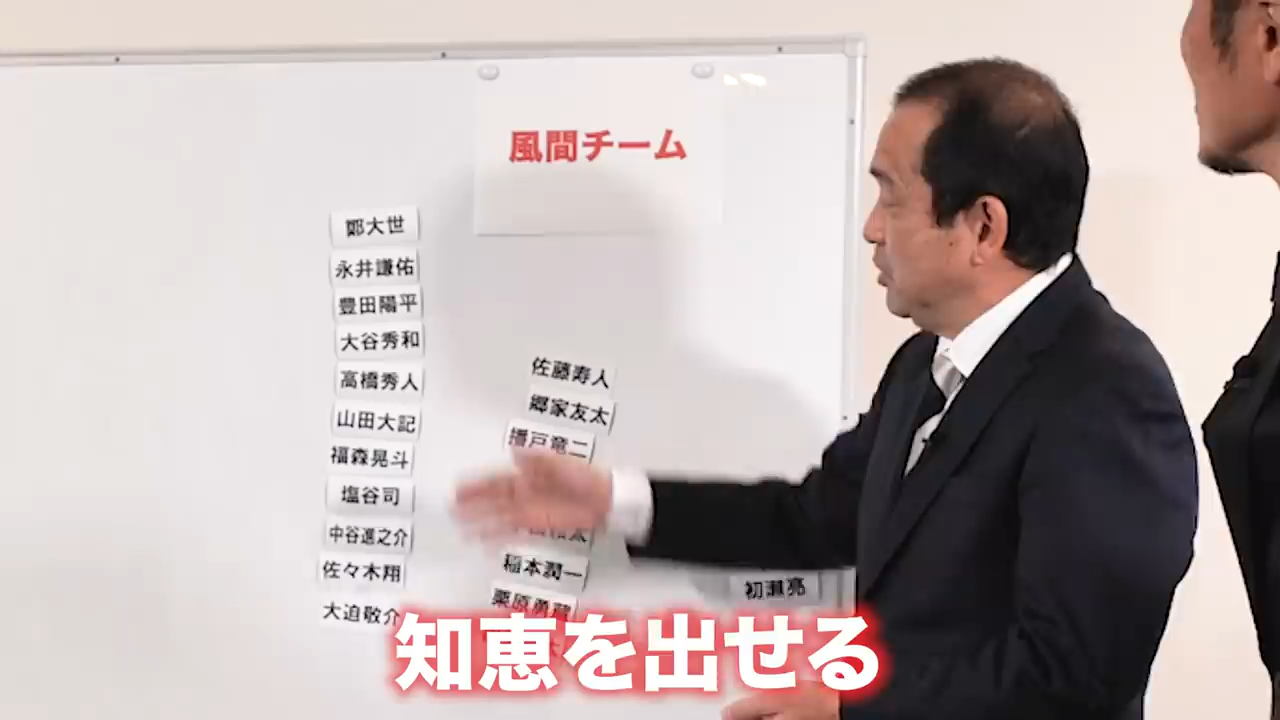 風間チーム
鄭大世
永井謙佑
豊田陽平
大谷秀和
高橋秀人
山田大記
福森晃斗
塩谷司
中谷進之介
佐々木翔
大迫敬介
佐藤寿人
郷家友太
播戸竜二
稲本潤一
栗原勇蔵
初瀬亮
知恵を出せる